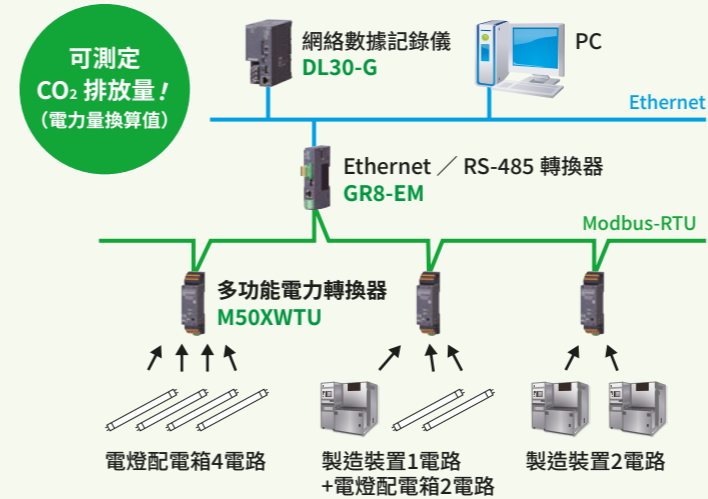 可測定
CO₂ 排放量！
（電力量換算值）
網絡數據記錄儀
DL30-G
PC
Ethernet
Ethernet ／ RS-485 轉換器
GR8-EM
Modbus-RTU
多功能電力轉換器
M50XWTU
電燈配電箱4電路
製造裝置1電路
+電燈配電箱2電路
製造裝置2電路